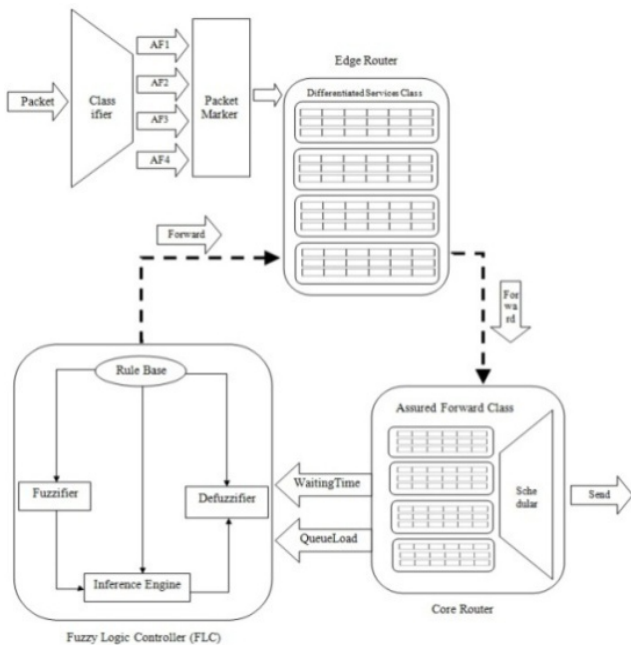 Packet
Class
ifier
AF1
AF2
AF3
AF4
Packet
Marker
Edge Router
Differentiated Services Class
Forward
For
wa
rd
Rule Base
Fuzzifier
Defuzzifier
Inference Engine
Fuzzy Logic Controller (FLC)
WaitingTime
QueueLoad
Assured Forward Class
Sche
dular
Send
Core Router